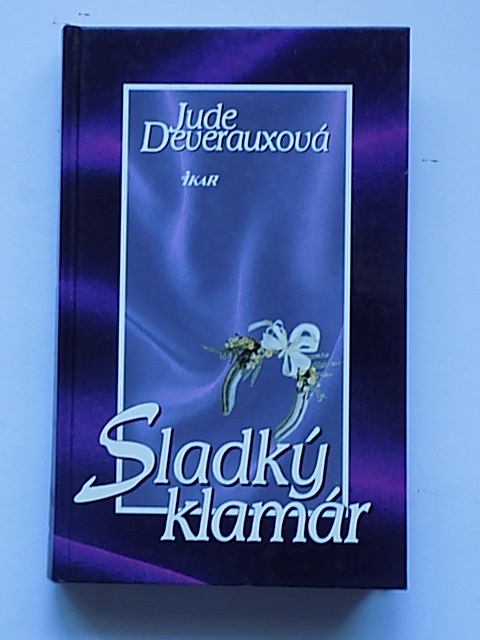 Jude
Deverauxová
IKAR
Sladký
klamár